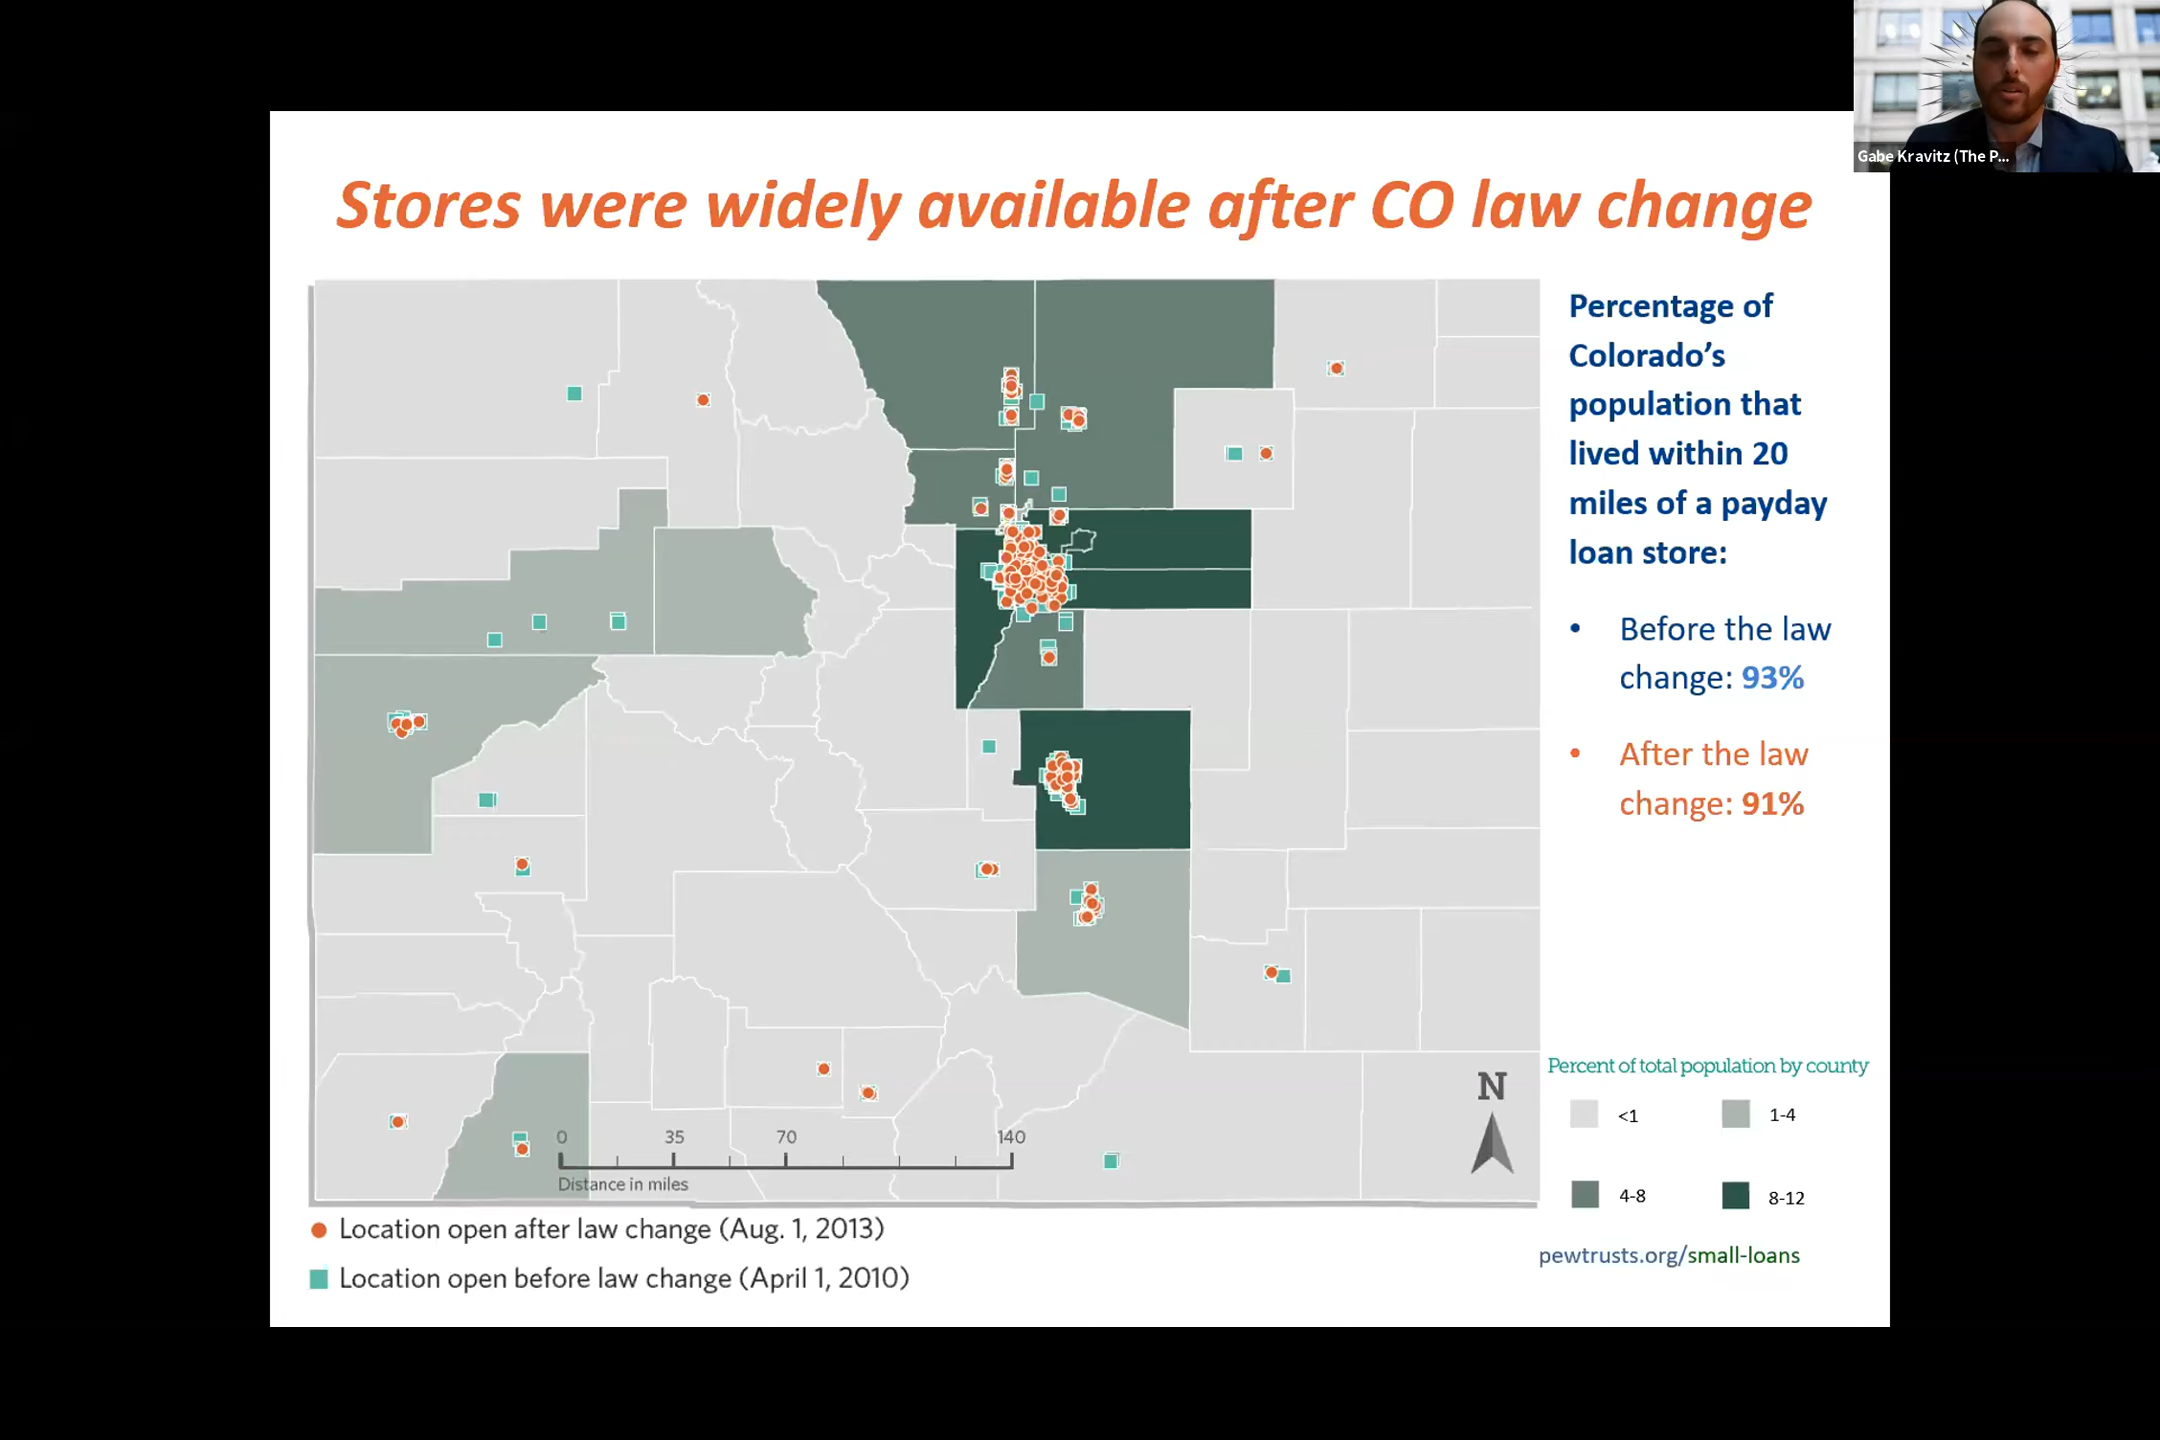 Gabe Kravitz (The P...
Stores were widely available after CO law change
Percentage of
Colorado’s
population that
lived within 20
miles of a payday
loan store:
• Before the law
change: 93%
• After the law
change: 91%
N
0 35 70 140
Distance in miles
Percent of total population by county
<1 1-4
4-8 8-12
Location open after law change (Aug. 1, 2013)
Location open before law change (April 1, 2010)
pewtrusts.org/small-loans